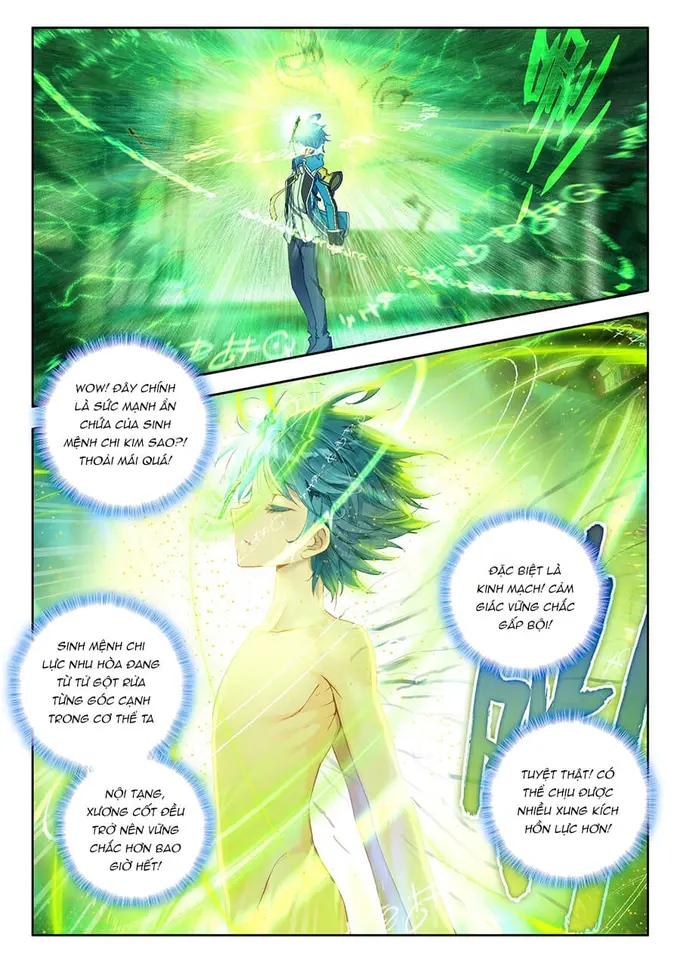 WOW! ĐÂY CHÍNH
LÀ SỨC MẠNH ẨN
CHỨA CỦA SINH
MỆNH CHI KIM SAO?!
THOẢI MÁI QUÁ!
ĐẶC BIỆT LÀ
KINH MẠCH! CẢM
GIÁC VỮNG CHẮC
GẤP BỘI!
SINH MỆNH CHI
LỰC NHU HÒA ĐANG
TỪ TỪ GỘT RỬA
TỪNG GỐC CẠNH
TRONG CƠ THỂ TA
TUYỆT THẬT! CÓ
THỂ CHỊU ĐƯỢC
NHIỀU XUNG KÍCH
HỒN LỰC HƠN!
NỘI TẠNG,
XƯƠNG CỐT ĐỀU
TRỞ NÊN VỮNG
CHẮC HƠN BAO
GIỜ HẾT!